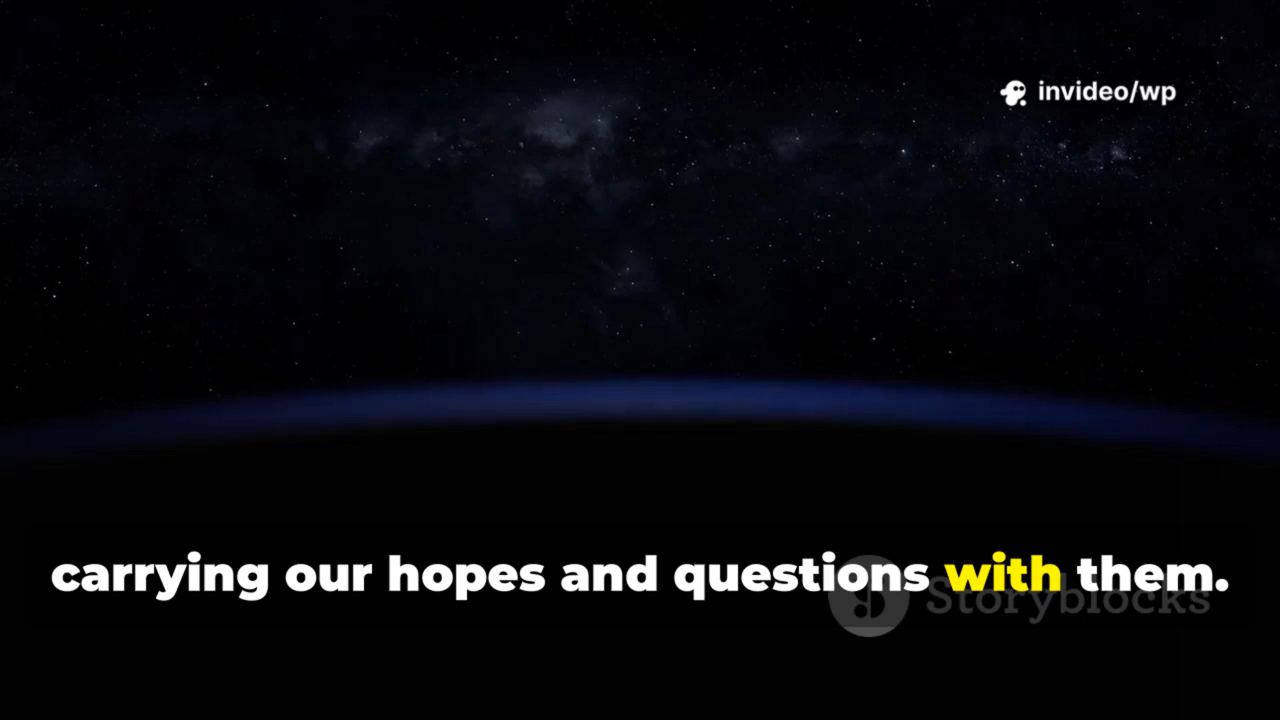 invideo/wp
carrying our hopes and questions with them.
Storyblocks